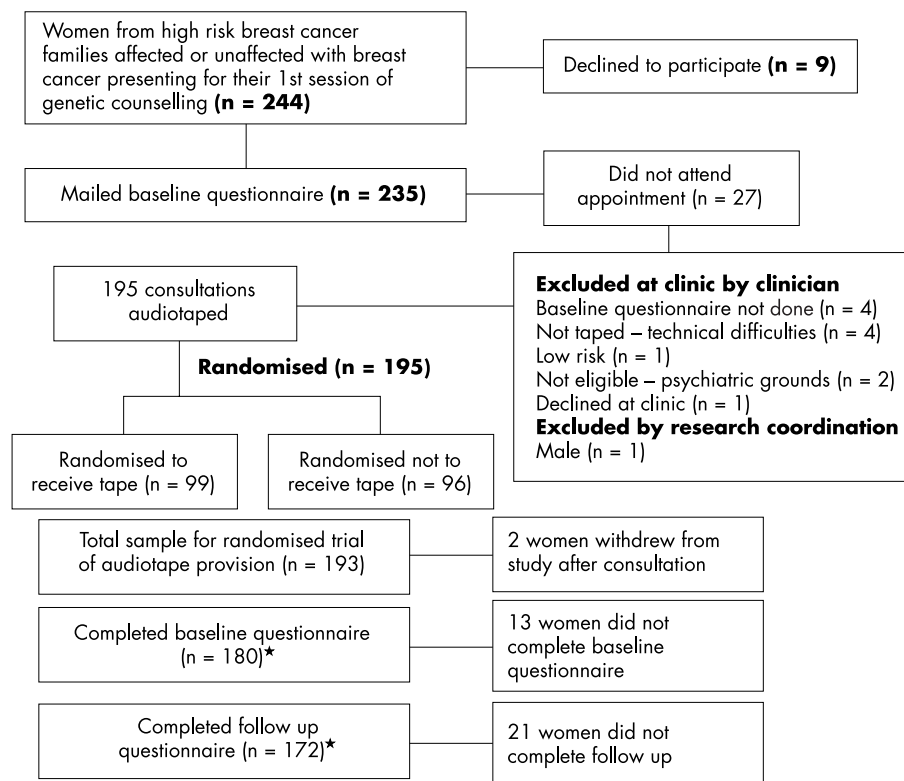 Women from high risk breast cancer
families affected or unaffected with breast
cancer presenting for their 1st session of
genetic counselling (n = 244)
Declined to participate (n = 9)
Mailed baseline questionnaire (n = 235)
Did not attend
appointment (n = 27)
195 consultations
audiotaped
Excluded at clinic by clinician
Baseline questionnaire not done (n = 4)
Not taped – technical difficulties (n = 4)
Low risk (n = 1)
Not eligible – psychiatric grounds (n = 2)
Declined at clinic (n = 1)
Excluded by research coordination
Male (n = 1)
Randomised (n = 195)
Randomised to
receive tape (n = 99)
Randomised not to
receive tape (n = 96)
Total sample for randomised trial
of audiotape provision (n = 193)
2 women withdrew from
study after consultation
Completed baseline questionnaire
(n = 180)★
13 women did not
complete baseline
questionnaire
Completed follow up
questionnaire (n = 172)★
21 women did not
complete follow up